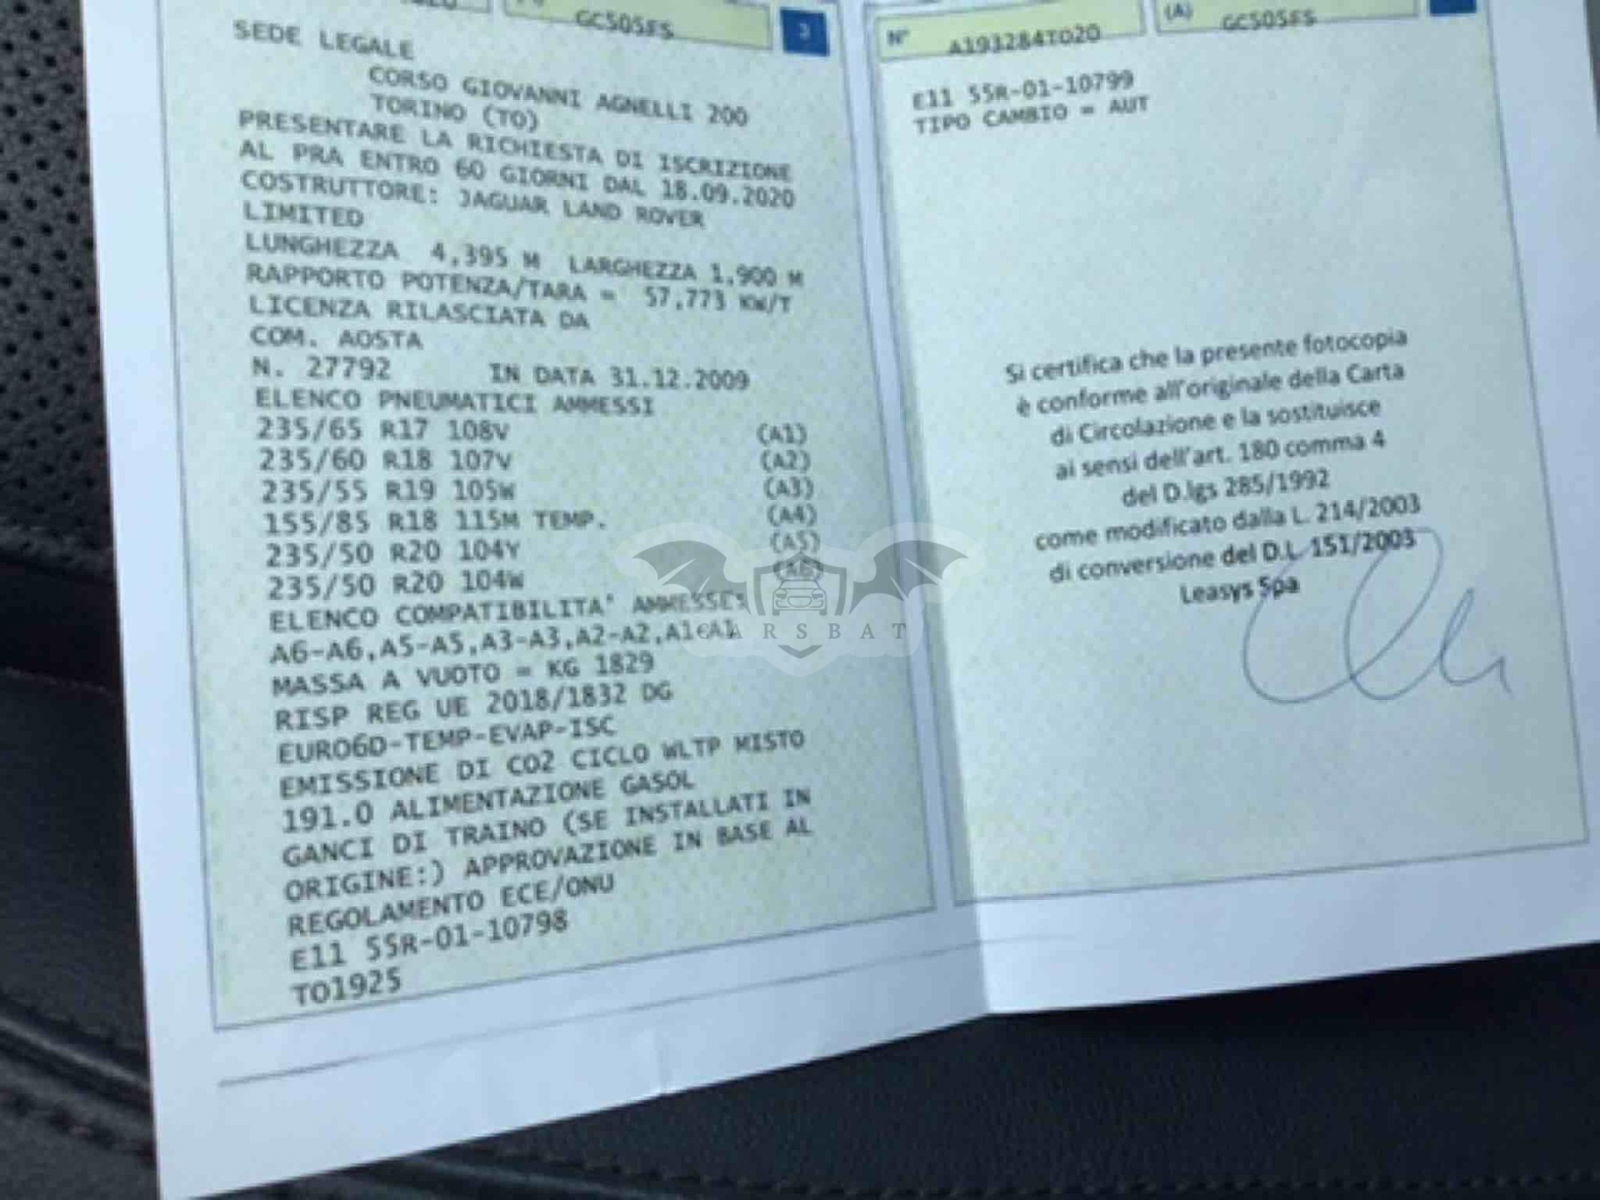 GC505FS
3
SEDE LEGALE
CORSO GIOVANNI AGNELLI 200
TORINO (TO)
PRESENTARE LA RICHIESTA DI ISCRIZIONE
AL PRA ENTRO 60 GIORNI DAL 18.09.2020
COSTRUTTORE: JAGUAR LAND ROVER
LIMITED
LUNGHEZZA 4,395 M LARGHEZZA 1,900 M
RAPPORTO POTENZA/TARA = 57,773 KW/T
LICENZA RILASCIATA DA
COM. AOSTA
N. 27792 IN DATA 31.12.2009
ELENCO PNEUMATICI AMMESSI
235/65 R17 108V (A1)
235/60 R18 107V (A2)
235/55 R19 105W (A3)
155/85 R18 115M TEMP. (A4)
235/50 R20 104Y (A5)
235/50 R20 104W (A6)
ELENCO COMPATIBILITA' AMMESSE
A6-A6,A5-A5,A3-A3,A2-A2,A1-A1
MASSA A VUOTO = KG 1829
RISP REG UE 2018/1832 DG
EURO6D-TEMP-EVAP-ISC
EMISSIONE DI CO2 CICLO WLTP MISTO
191.0 ALIMENTAZIONE GASOL
GANCI DI TRAINO (SE INSTALLATI IN
ORIGINE:) APPROVAZIONE IN BASE AL
REGOLAMENTO ECE/ONU
E11 55R-01-10798
TO1925
N° A193284TO20
(A) GC505FS
E11 55R-01-10799
TIPO CAMBIO = AUT
Si certifica che la presente fotocopia
è conforme all'originale della Carta
di Circolazione e la sostituisce
ai sensi dell'art. 180 comma 4
del D.lgs 285/1992
come modificato dalla L. 214/2003
di conversione del D.L. 151/2003
Leasys Spa
CARSBAT